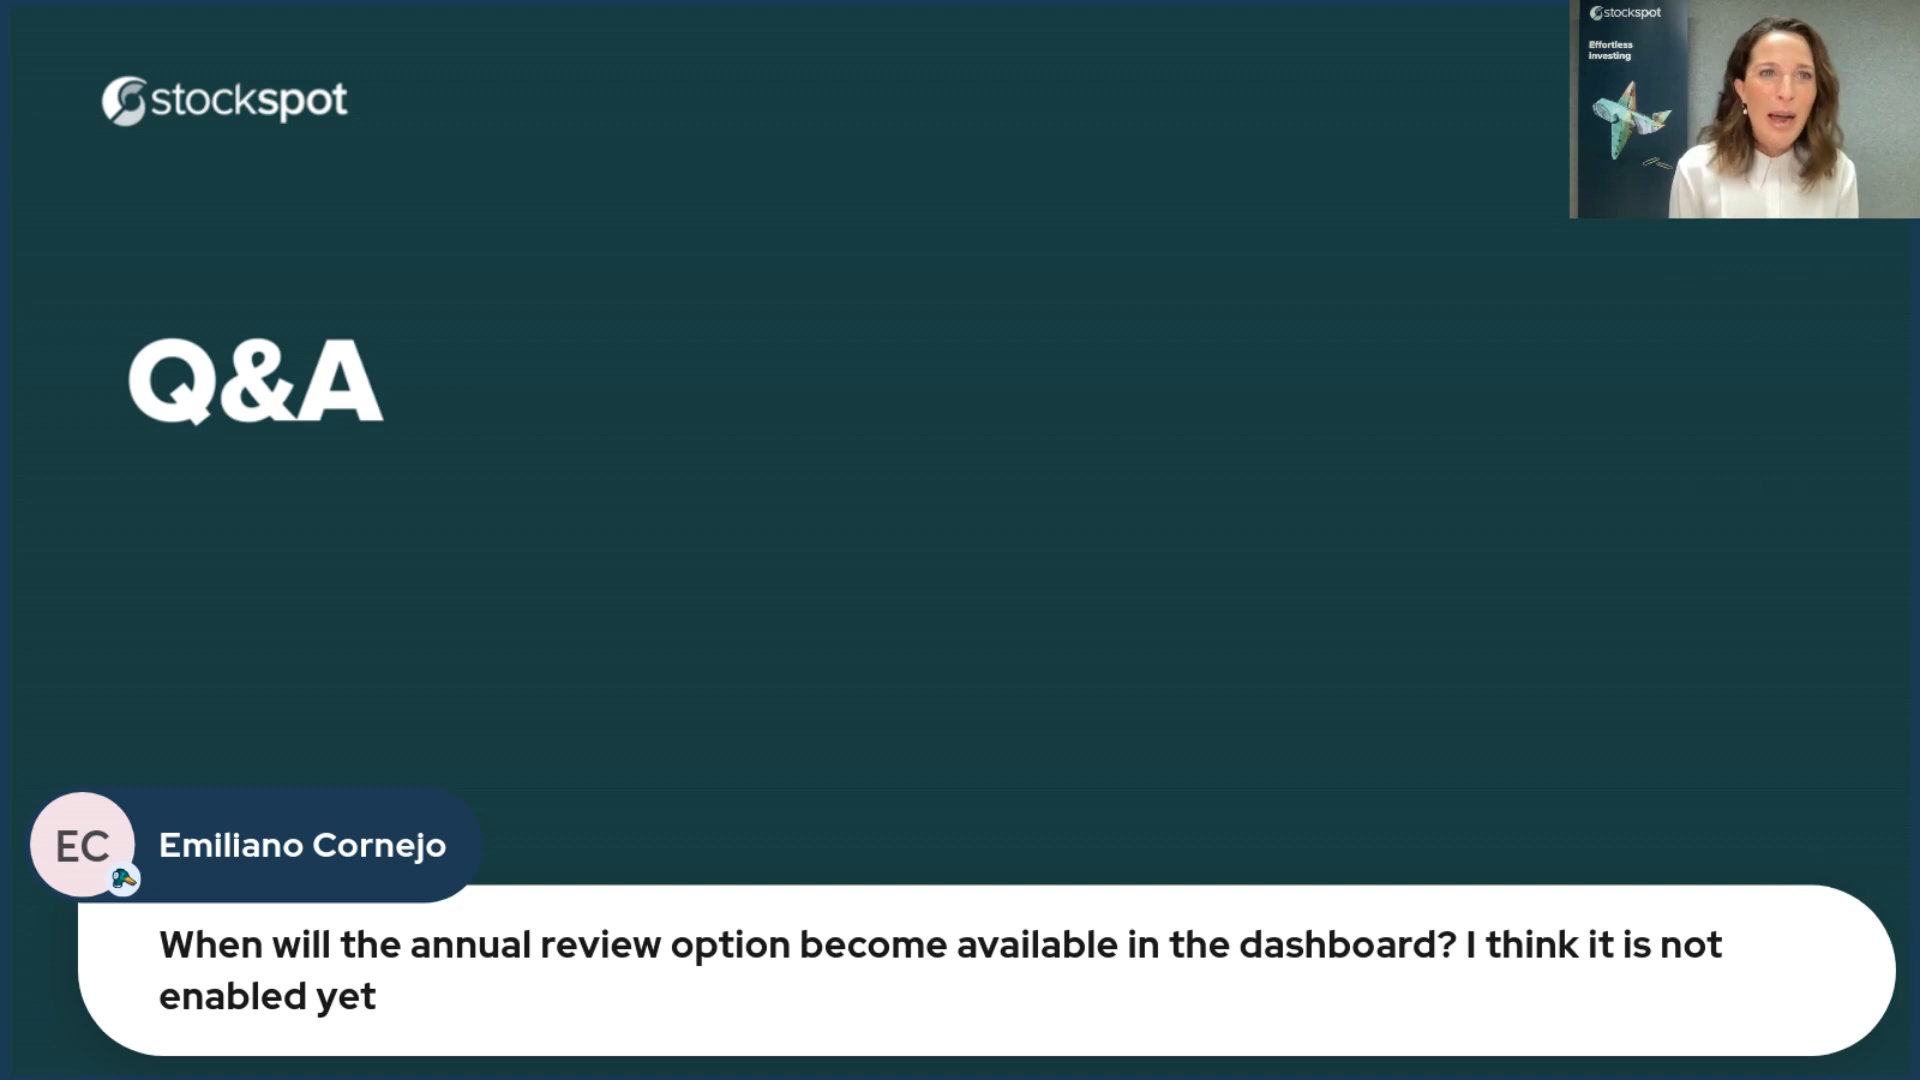 stockspot
stockspot
Effortless
Investing
Q&A
EC
Emiliano Cornejo
When will the annual review option become available in the dashboard? I think it is not
enabled yet